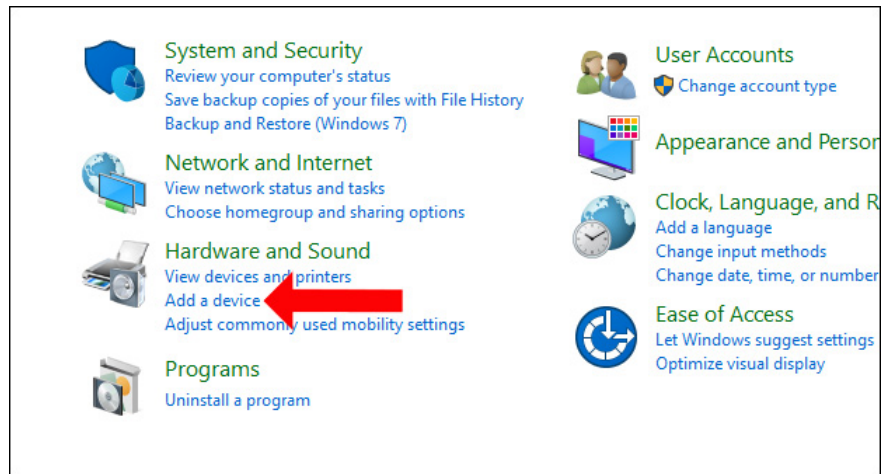 System and Security
Review your computer's status
Save backup copies of your files with File History
Backup and Restore (Windows 7)
Network and Internet
View network status and tasks
Choose homegroup and sharing options
Hardware and Sound
View devices and printers
Add a device
Adjust commonly used mobility settings
Programs
Uninstall a program
User Accounts
Change account type
Appearance and Person
Clock, Language, and R
Add a language
Change input methods
Change date, time, or number
Ease of Access
Let Windows suggest settings
Optimize visual display